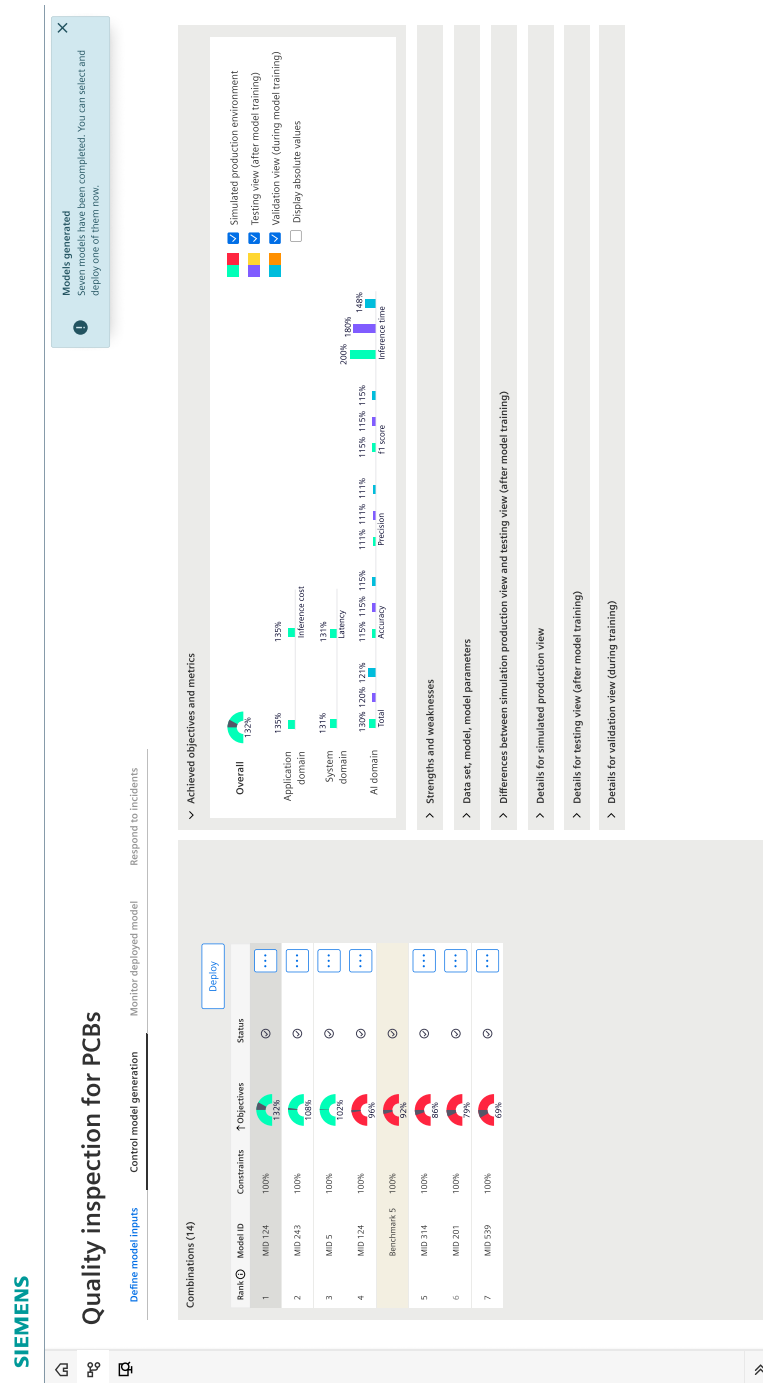 SIEMENS
Models generated
Seven models have been completed. You can select and
deploy one of them now.
Quality inspection for PCBs
Define model inputs
Control model generation
Monitor deployed model
Respond to incidents
Combinations (14)
Deploy
Rank Model ID Constraints Objectives Status
1 MID 124 100% 132%
2 MID 243 100% 108%
3 MID 5 100% 102%
4 MID 124 100% 96%
Benchmark 5 100% 92%
5 MID 314 100% 86%
6 MID 201 100% 79%
7 MID 539 100% 69%
Achieved objectives and metrics
Overall
132%
Simulated production environment
Testing view (after model training)
Validation view (during model training)
Display absolute values
Application
domain
135% 135%
Inference cost
System
domain
131% 131%
Latency
AI domain
130% 120% 121% 115% 115% 115% 111% 111% 111% 115% 115% 115% 200% 180% 148%
Total Accuracy Precision f1 score Inference time
Strengths and weaknesses
Data set, model, model parameters
Differences between simulation production view and testing view (after model training)
Details for simulated production view
Details for testing view (after model training)
Details for validation view (during training)